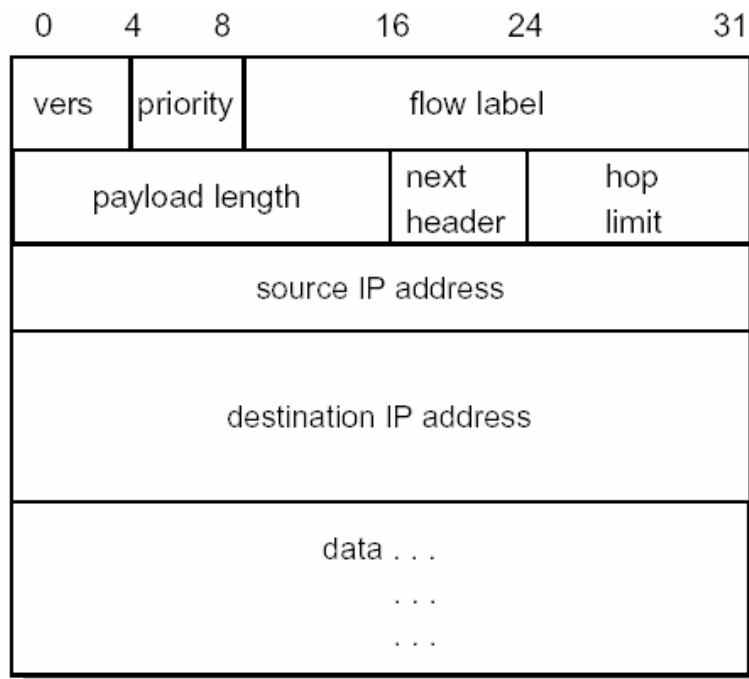 0 4 8 16 24 31
vers priority flow label
payload length next header hop limit
source IP address
destination IP address
data . . .
. . .
. . .